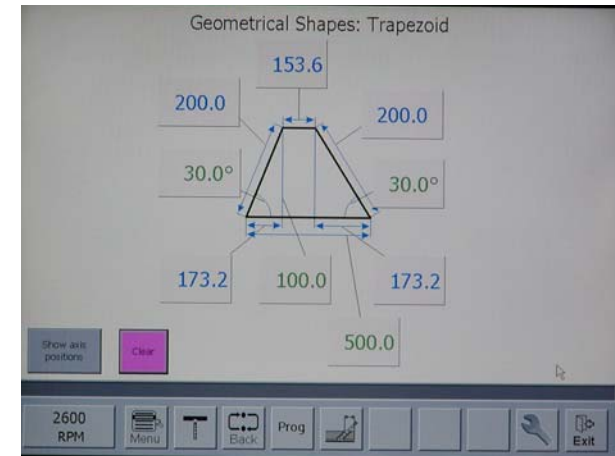 Geometrical Shapes: Trapezoid
153.6
200.0
200.0
30.0°
30.0°
173.2
100.0
173.2
500.0
Show axis
positions
Clear
2600
RPM
Menu
Back
Prog
Exit